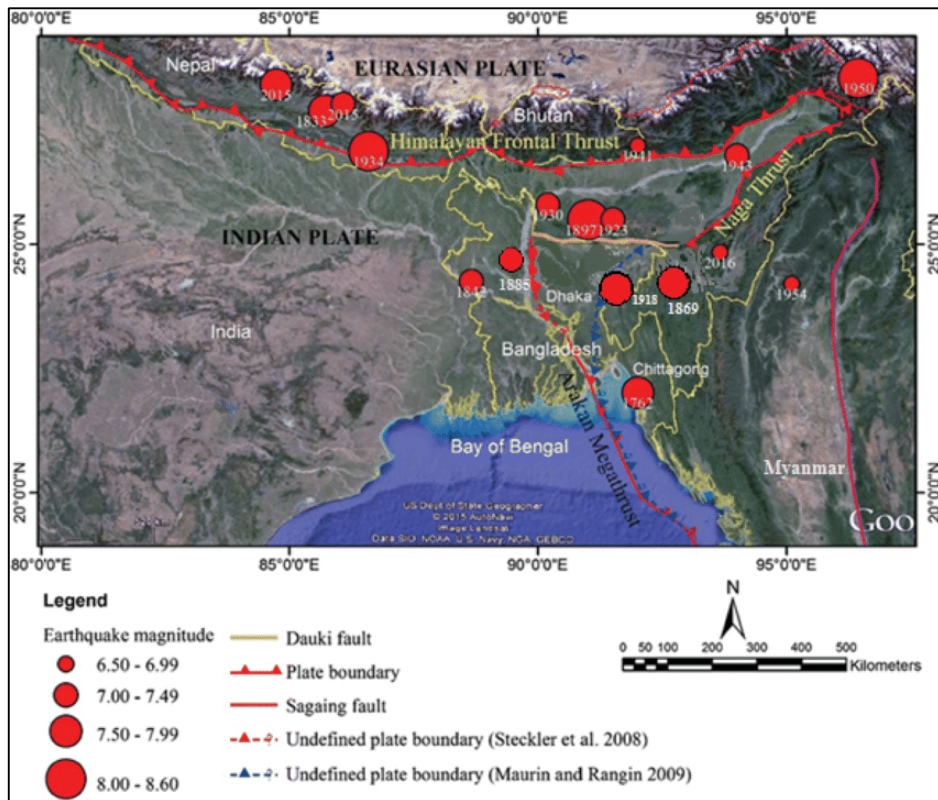 80°0'0"E 85°0'0"E 90°0'0"E 95°0'0"E
Nepal
EURASIAN PLATE
2015
1950
1833
2015
Bhutan
Himalayan Frontal Thrust
1941
1934
1943
Naga Thrust
1930
1897
1923
INDIAN PLATE
25°0'0"N
25°0'0"N
2016
1885
1842
Dhaka
1918
1869
1954
India
Bangladesh
Chittagong
1762
Arakan Megathrust
Bay of Bengal
Myanmar
20°0'0"N
20°0'0"N
US Dept of State Geographer
© 2015 AutoNavi
Image Landsat
Data SIO, NOAA, U.S. Navy, NGA, GEBCO
Goo
80°0'0"E 85°0'0"E 90°0'0"E 95°0'0"E
Legend
Earthquake magnitude
6.50 - 6.99
7.00 - 7.49
7.50 - 7.99
8.00 - 8.60
Dauki fault
Plate boundary
Sagaing fault
Undefined plate boundary (Steckler et al. 2008)
Undefined plate boundary (Maurin and Rangin 2009)
N
0 50 100 200 300 400 500
Kilometers